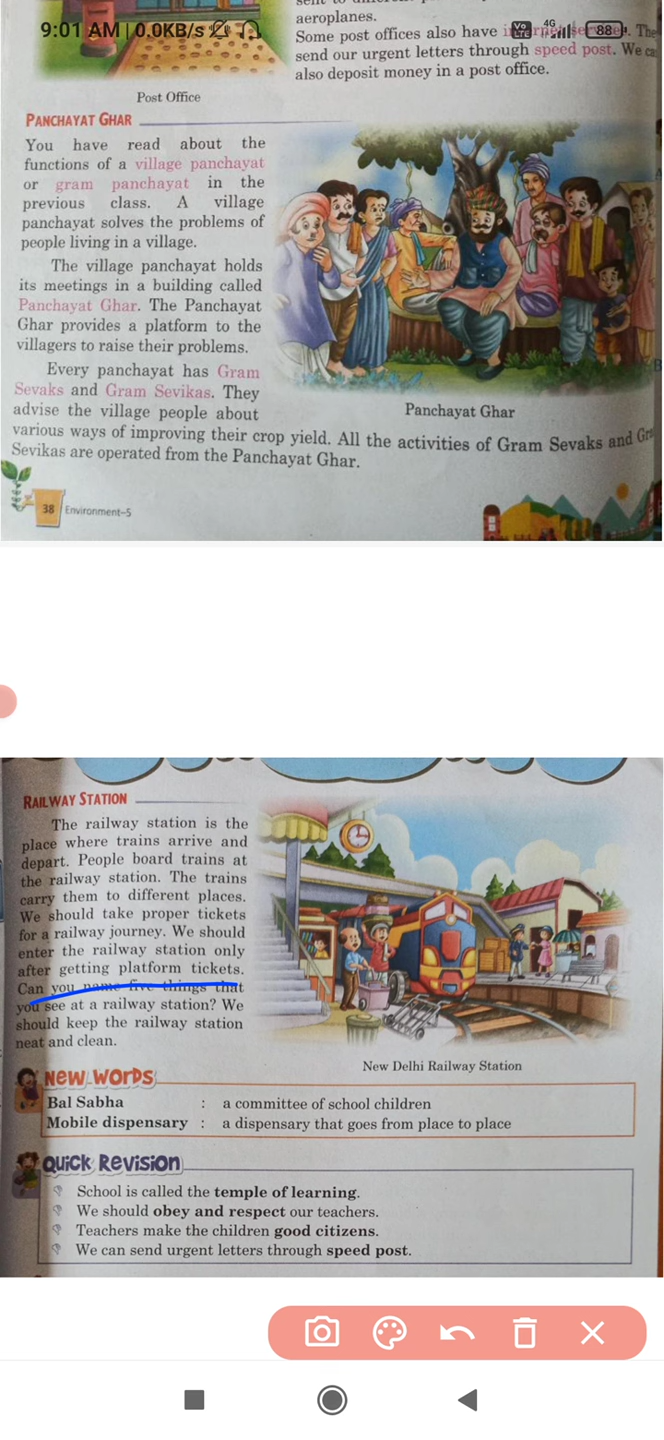 aeroplanes.
9:01 AM | 0.0KB/s
Vo LTE 4G 88
Some post offices also have internet services. The
send our urgent letters through speed post. We ca
also deposit money in a post office.
Post Office
PANCHAYAT GHAR
You have read about the
functions of a village panchayat
or gram panchayat in the
previous class. A village
panchayat solves the problems of
people living in a village.
The village panchayat holds
its meetings in a building called
Panchayat Ghar. The Panchayat
Ghar provides a platform to the
villagers to raise their problems.
Every panchayat has Gram
Sevaks and Gram Sevikas. They
advise the village people about
Panchayat Ghar
various ways of improving their crop yield. All the activities of Gram Sevaks and Gra
Sevikas are operated from the Panchayat Ghar.
38 Environment-5
RAILWAY STATION
The railway station is the
place where trains arrive and
depart. People board trains at
the railway station. The trains
carry them to different places.
We should take proper tickets
for a railway journey. We should
enter the railway station only
after getting platform tickets.
Can you name five things that
you see at a railway station? We
should keep the railway station
neat and clean.
New Delhi Railway Station
New Words
Bal Sabha : a committee of school children
Mobile dispensary : a dispensary that goes from place to place
Quick Revision
School is called the temple of learning.
We should obey and respect our teachers.
Teachers make the children good citizens.
We can send urgent letters through speed post.